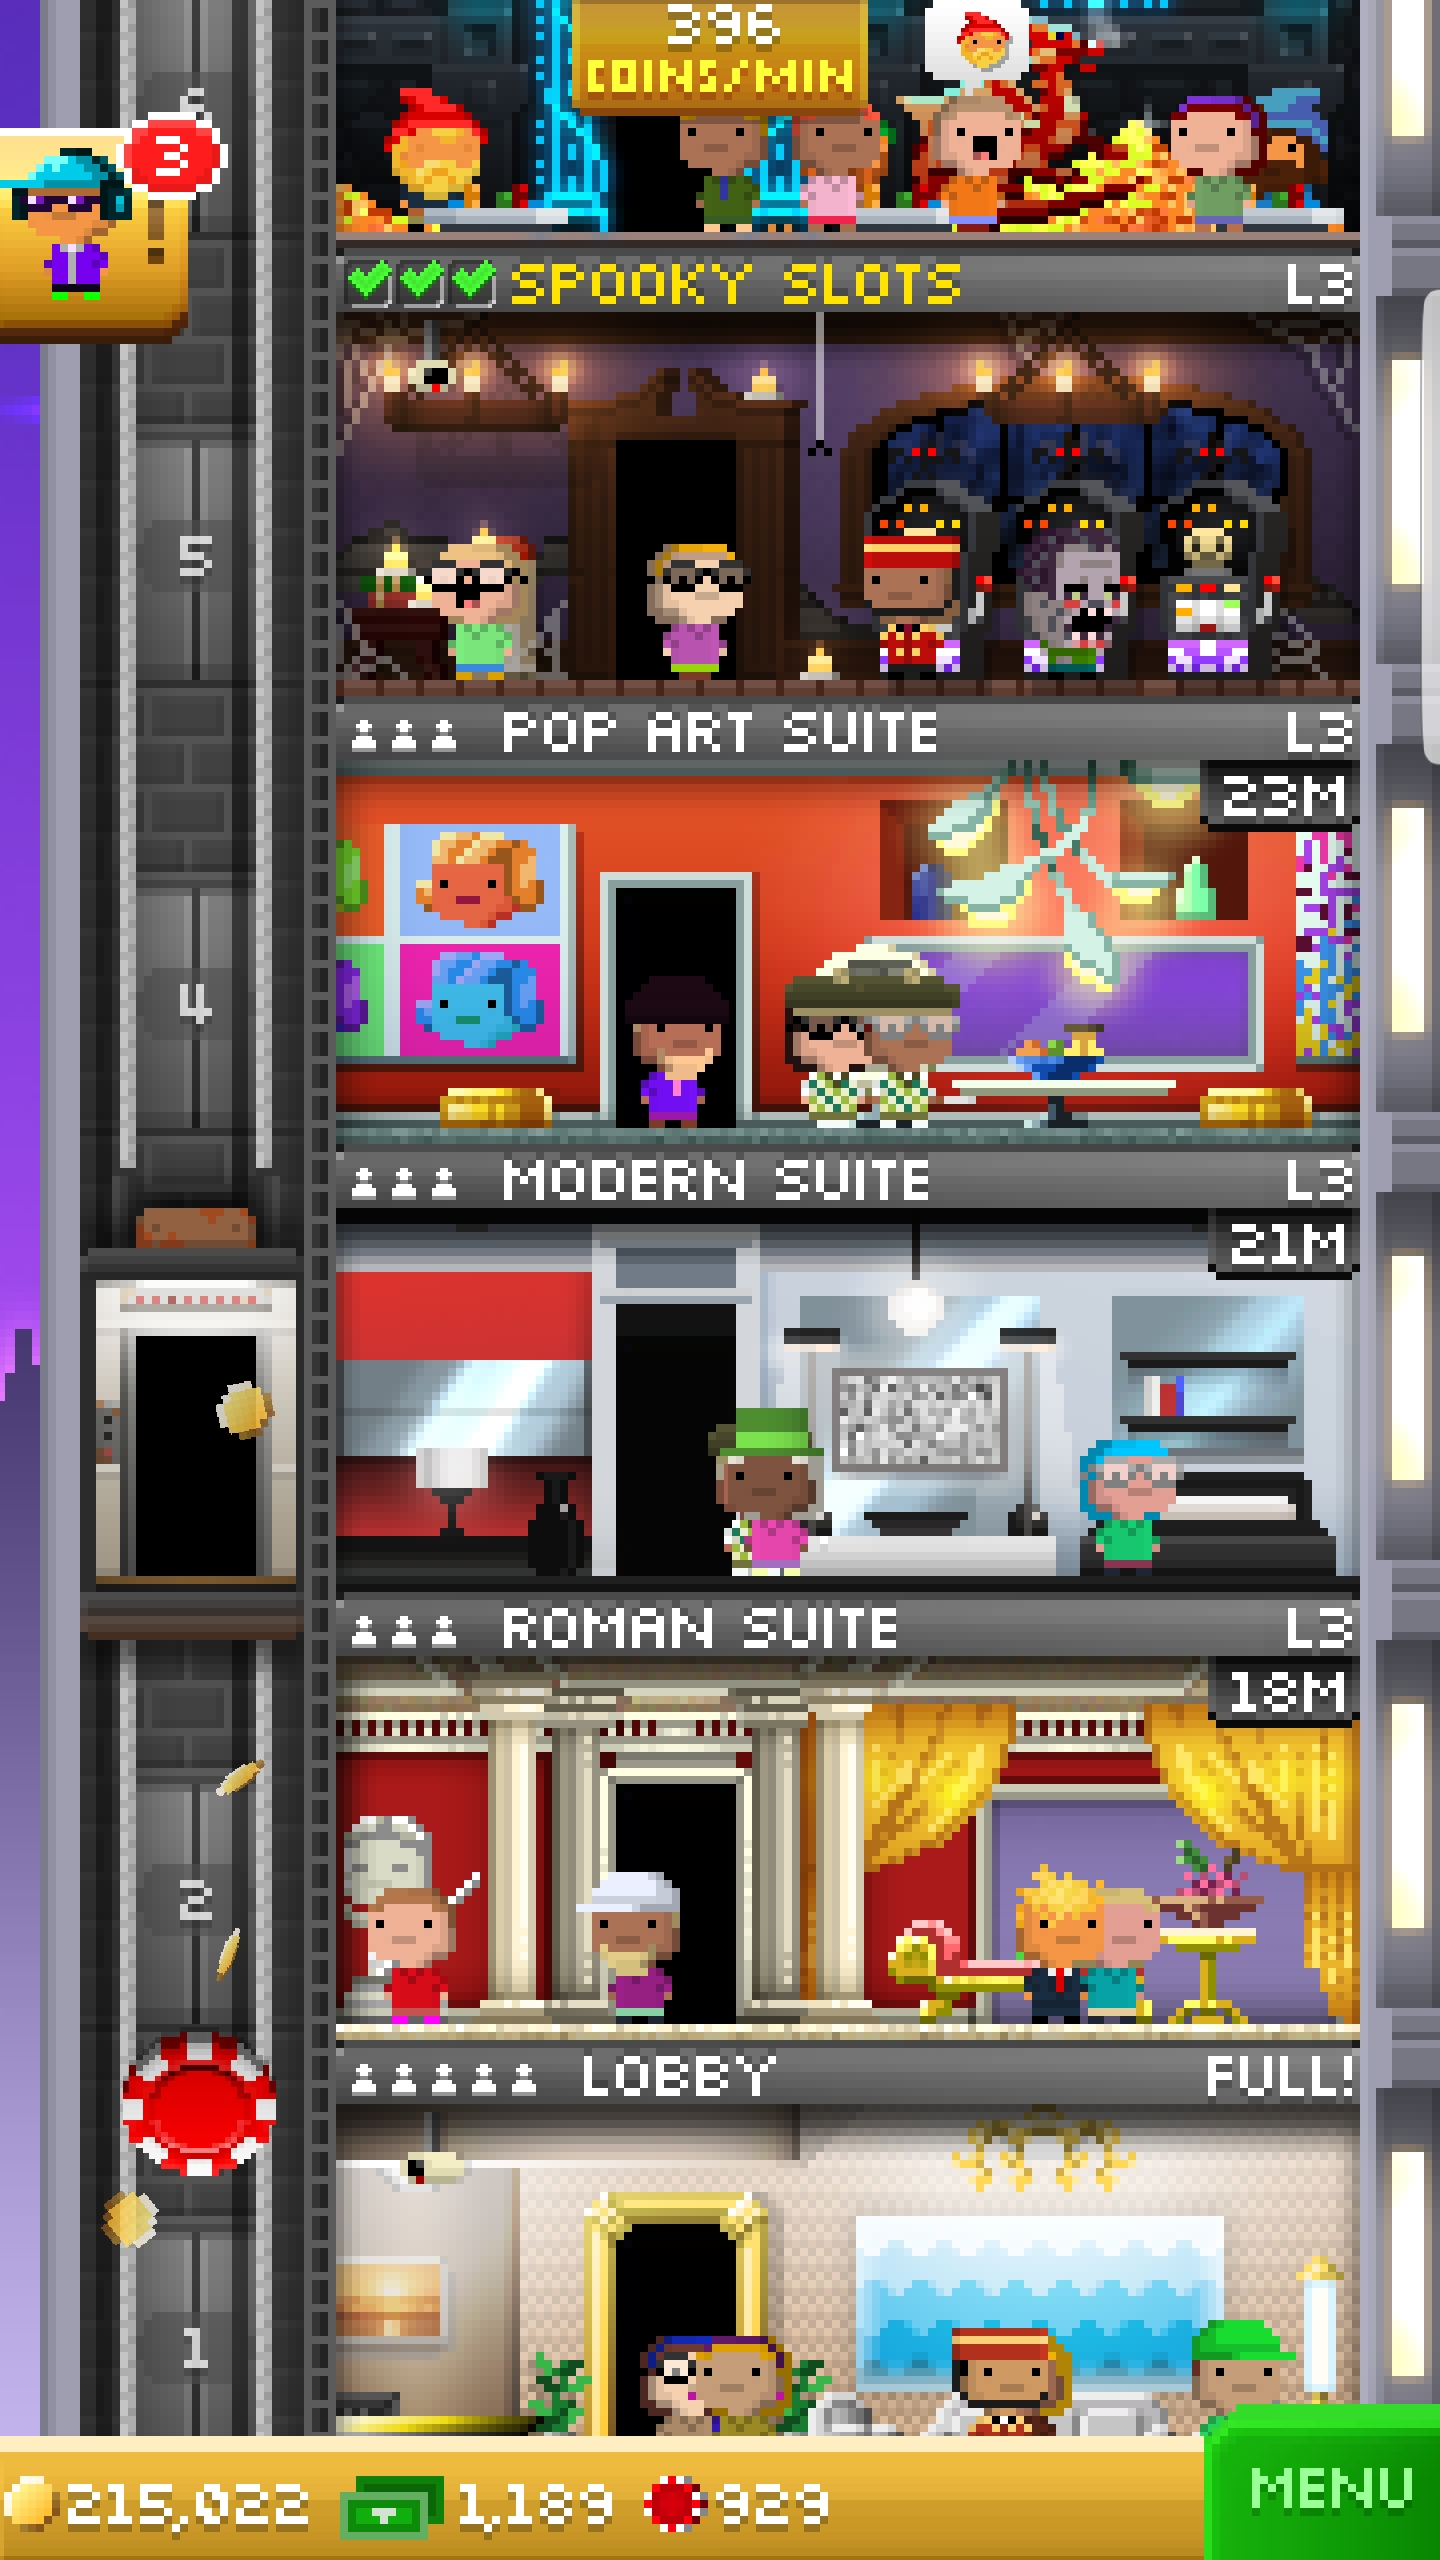 396
COINS/MIN
3
SPOOKY SLOTS L3
5
POP ART SUITE L3
23M
4
MODERN SUITE L3
21M
ROMAN SUITE L3
18M
2
LOBBY FULL!
1
215,022 1,189 929
MENU